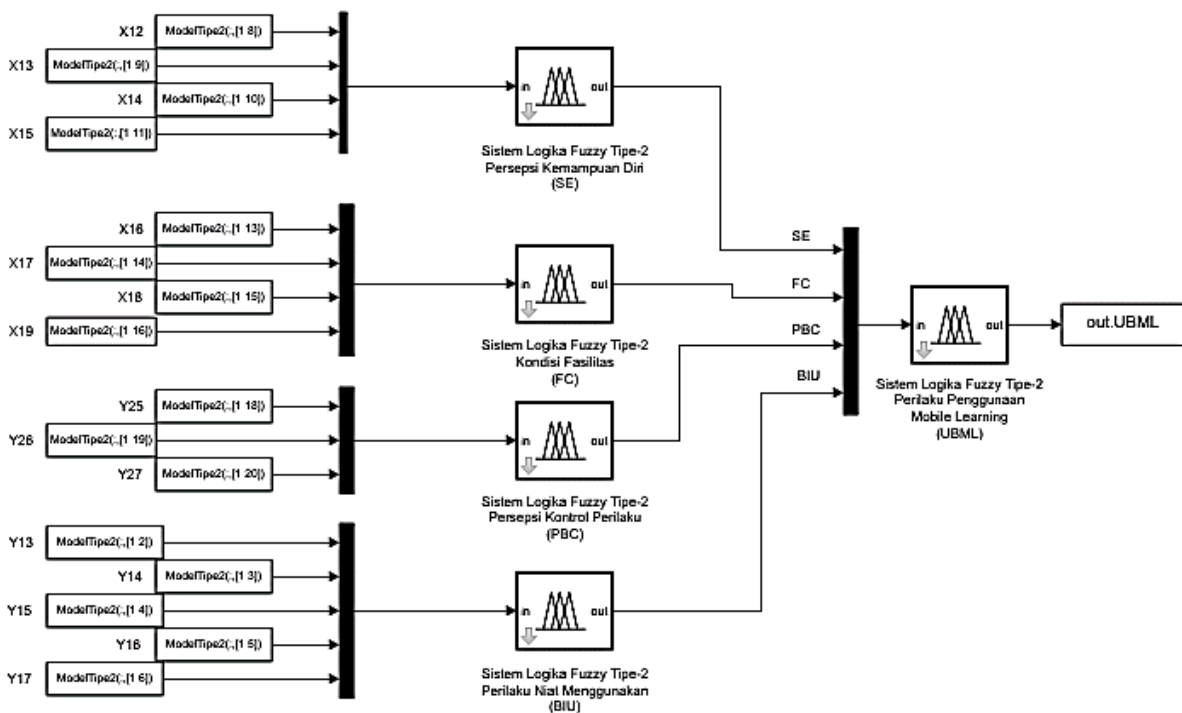 X12 ModelTipe2(:,[1 8])
X13 ModelTipe2(:,[1 9])
X14 ModelTipe2(:,[1 10])
X15 ModelTipe2(:,[1 11])
in out
Sistem Logika Fuzzy Tipe-2
Persepsi Kemampuan Diri
(SE)
X16 ModelTipe2(:,[1 13])
X17 ModelTipe2(:,[1 14])
X18 ModelTipe2(:,[1 15])
X19 ModelTipe2(:,[1 16])
in out
Sistem Logika Fuzzy Tipe-2
Kondisi Fasilitas
(FC)
Y25 ModelTipe2(:,[1 18])
Y26 ModelTipe2(:,[1 19])
Y27 ModelTipe2(:,[1 20])
in out
Sistem Logika Fuzzy Tipe-2
Persepsi Kontrol Perilaku
(PBC)
Y13 ModelTipe2(:,[1 2])
Y14 ModelTipe2(:,[1 3])
Y15 ModelTipe2(:,[1 4])
Y16 ModelTipe2(:,[1 5])
Y17 ModelTipe2(:,[1 6])
in out
Sistem Logika Fuzzy Tipe-2
Perilaku Niat Menggunakan
(BIU)
SE
FC
PBC
BIU
in out
Sistem Logika Fuzzy Tipe-2
Perilaku Penggunaan
Mobile Learning
(UBML)
out.UBML